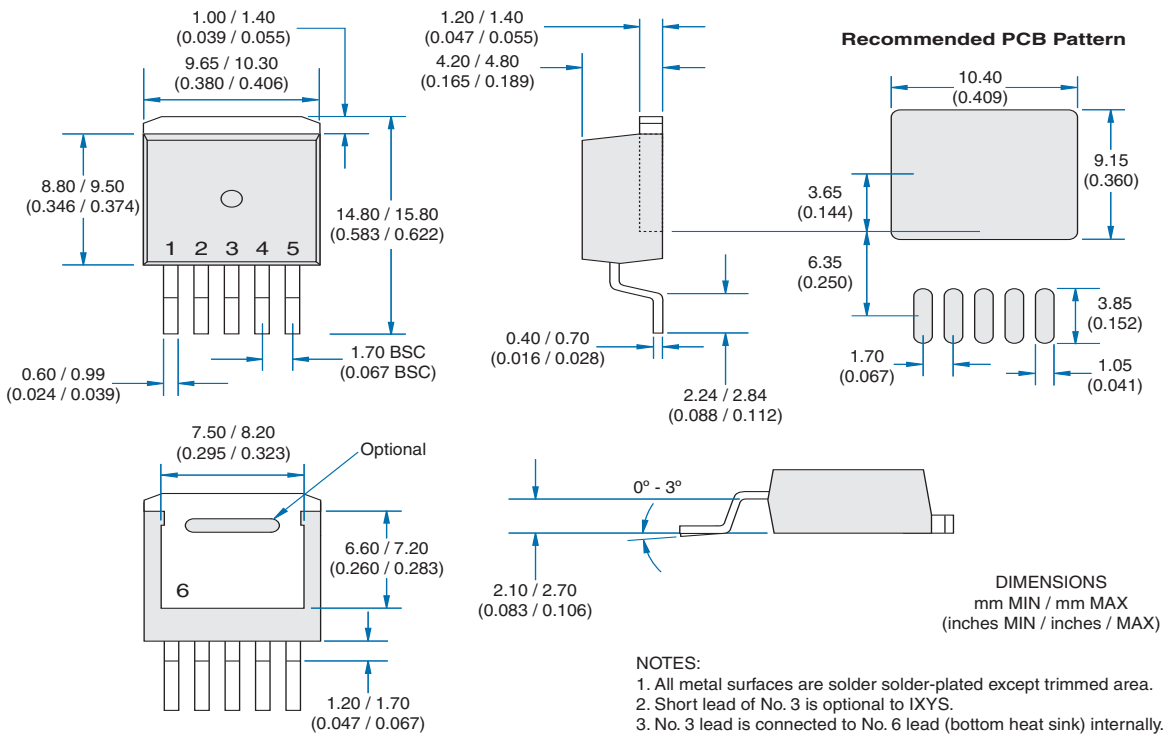 1.00 / 1.40
(0.039 / 0.055)
9.65 / 10.30
(0.380 / 0.406)
8.80 / 9.50
(0.346 / 0.374)
14.80 / 15.80
(0.583 / 0.622)
1 2 3 4 5
1.70 BSC
(0.067 BSC)
0.60 / 0.99
(0.024 / 0.039)
1.20 / 1.40
(0.047 / 0.055)
4.20 / 4.80
(0.165 / 0.189)
0.40 / 0.70
(0.016 / 0.028)
2.24 / 2.84
(0.088 / 0.112)
Recommended PCB Pattern
10.40
(0.409)
9.15
(0.360)
3.65
(0.144)
6.35
(0.250)
3.85
(0.152)
1.70
(0.067)
1.05
(0.041)
7.50 / 8.20
(0.295 / 0.323)
Optional
6.60 / 7.20
(0.260 / 0.283)
6
1.20 / 1.70
(0.047 / 0.067)
0º - 3º
2.10 / 2.70
(0.083 / 0.106)
DIMENSIONS
mm MIN / mm MAX
(inches MIN / inches / MAX)
NOTES:
1. All metal surfaces are solder solder-plated except trimmed area.
2. Short lead of No. 3 is optional to IXYS.
3. No. 3 lead is connected to No. 6 lead (bottom heat sink) internally.